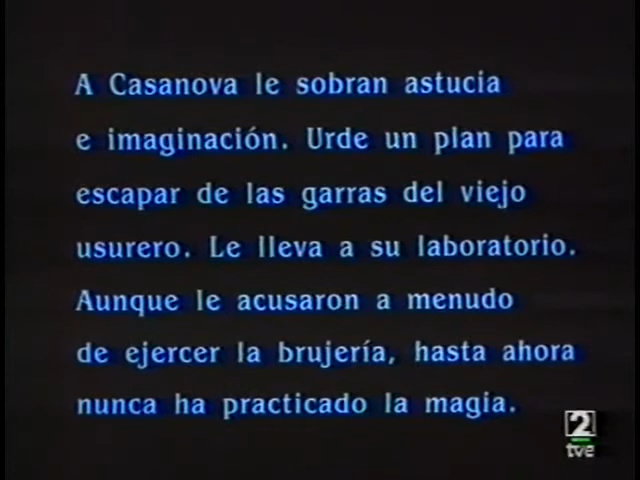 A Casanova le sobran astucia
e imaginación. Urde un plan para
escapar de las garras del viejo
usurero. Le lleva a su laboratorio.
Aunque le acusaron a menudo
de ejercer la brujería, hasta ahora
nunca ha practicado la magia.
2
tve